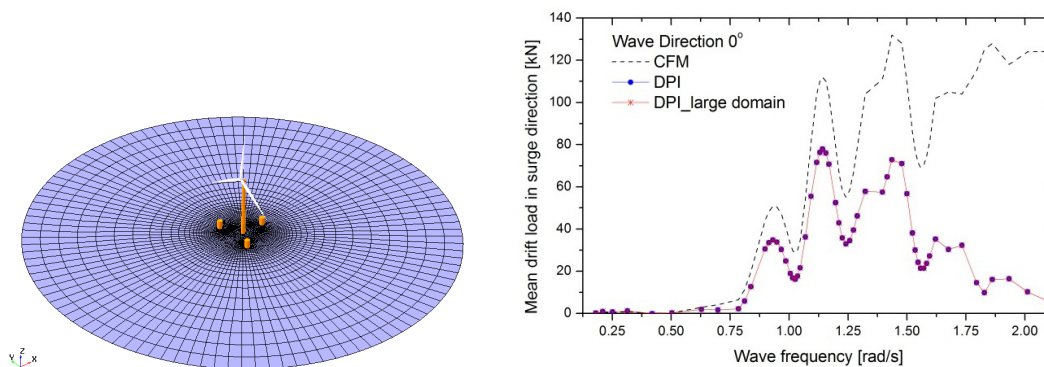 Y Z X
Mean drift load in surge direction [kN]
140
120
100
80
60
40
20
0
Wave Direction 0°
CFM
DPI
DPI_large domain
0.25 0.50 0.75 1.00 1.25 1.50 1.75 2.00
Wave frequency [rad/s]